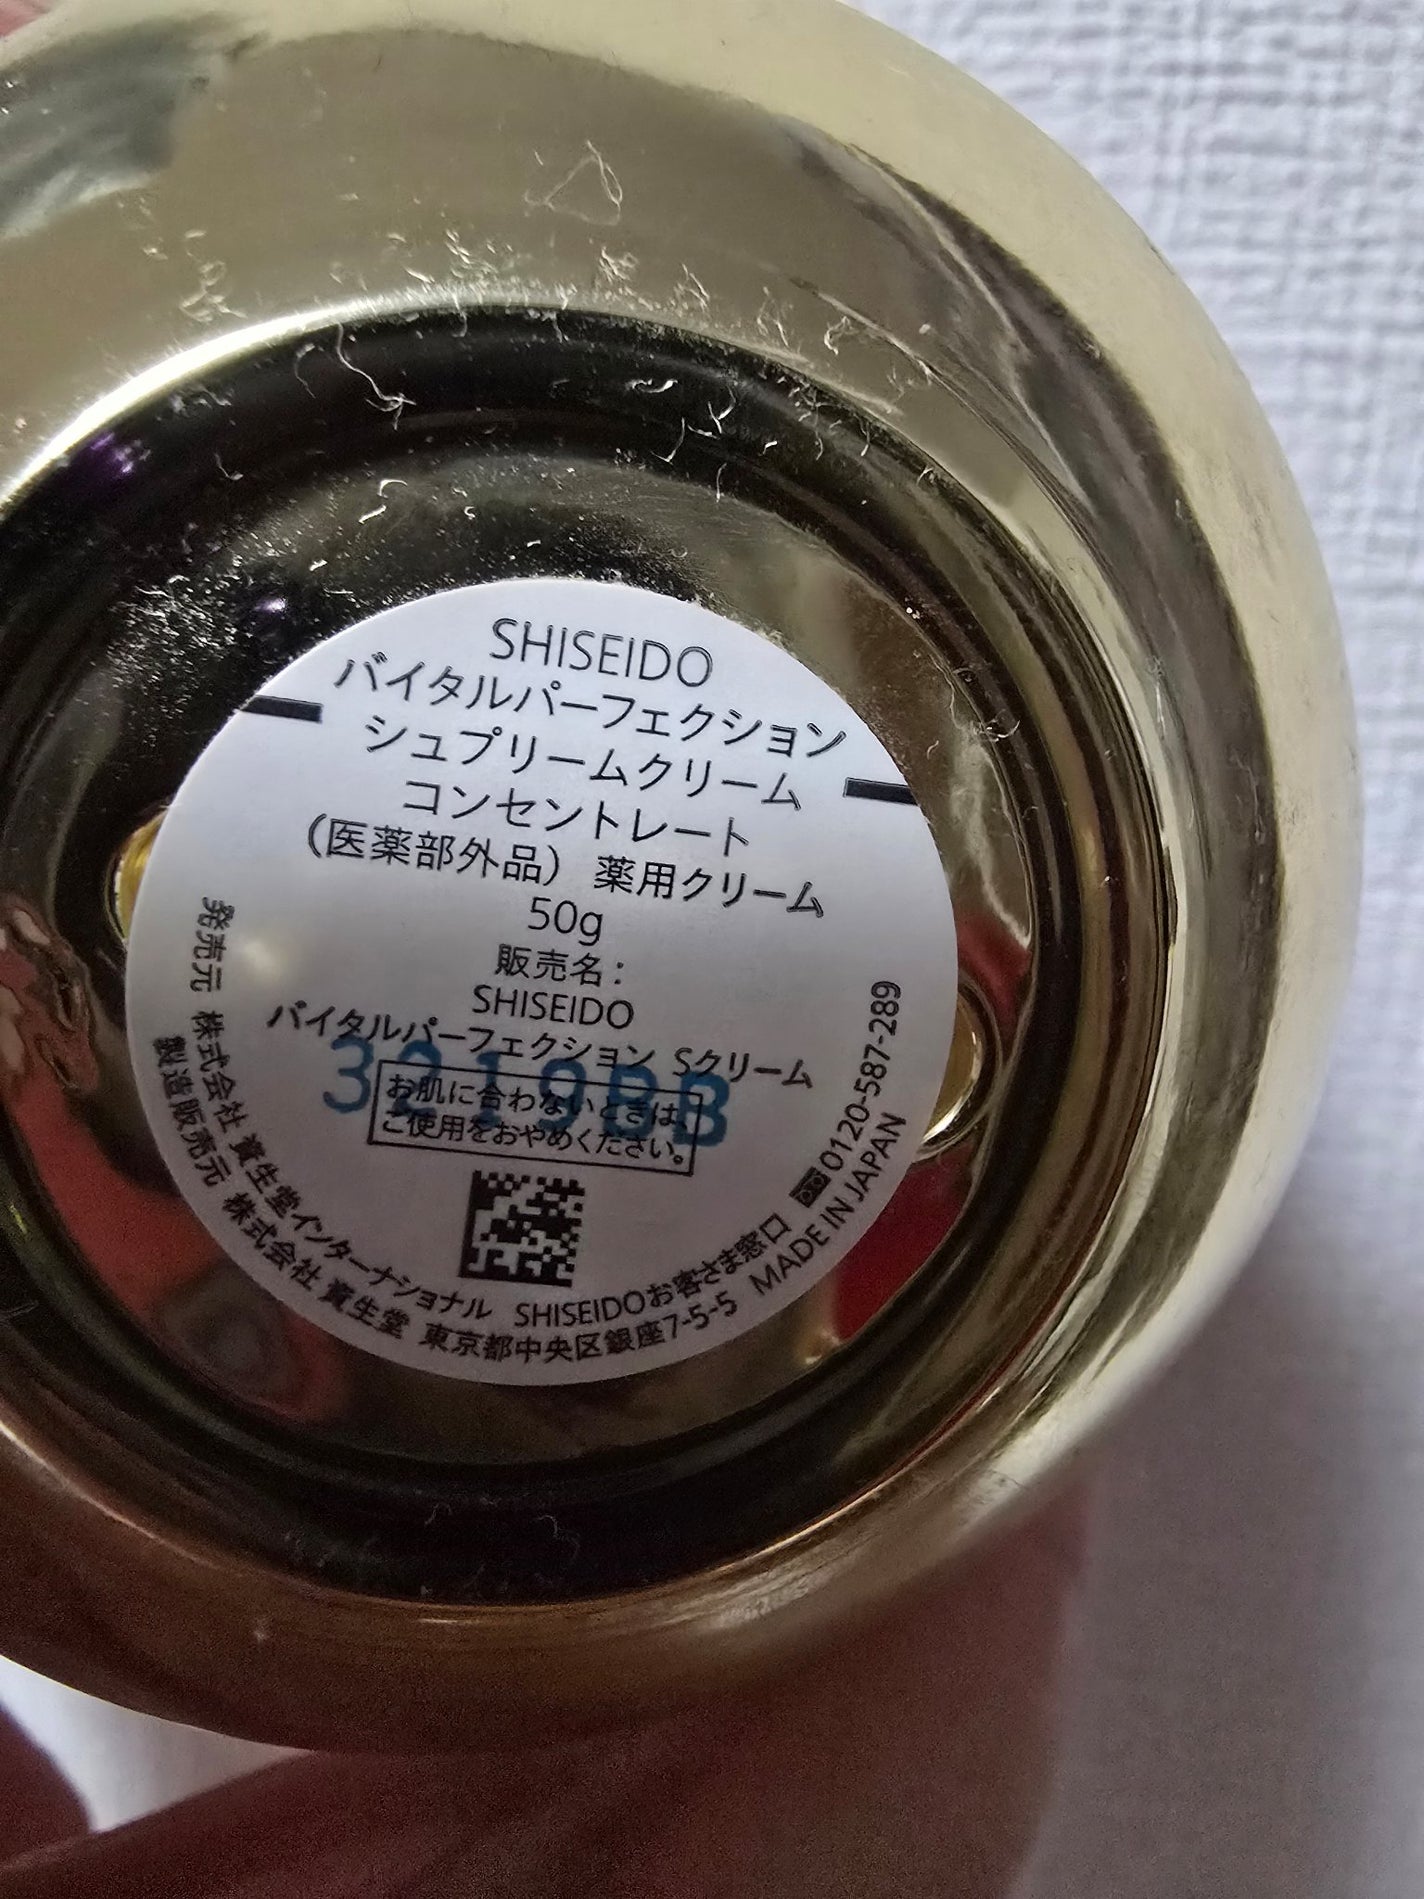 SHISEIDO
バイタルパーフェクション
シュプリームクリーム
コンセントレート
(医薬部外品) 薬用クリーム
50g
販売名:
SHISEIDO
バイタルパーフェクション Sクリーム
3219BB
お肌に合わないときは、
ご使用をおやめください。
発売元 株式会社 資生堂インターナショナル SHISEIDOお客さま窓口 0120-587-289
製造販売元 株式会社 資生堂 東京都中央区銀座7-5-5 MADE IN JAPAN